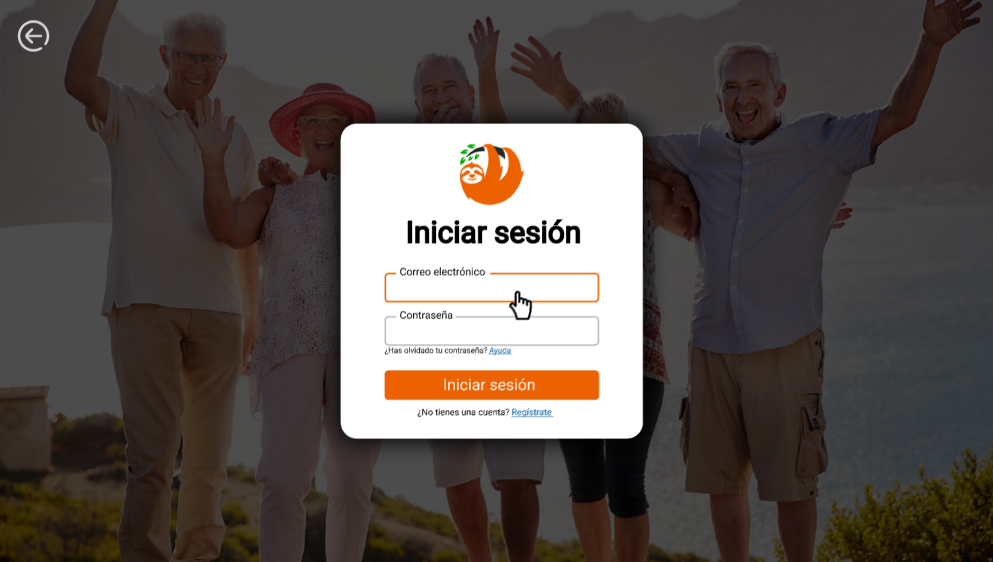 Iniciar sesión
Correo electrónico
Contraseña
¿Has olvidado tu contraseña? Ayuda
Iniciar sesión
¿No tienes una cuenta? Regístrate